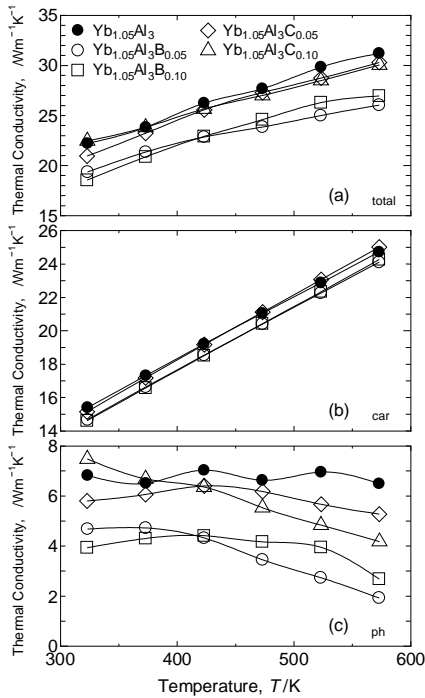 Yb1.05Al3 Yb1.05Al3C0.05
Yb1.05Al3B0.05 Yb1.05Al3C0.10
Yb1.05Al3B0.10
Thermal Conductivity, /Wm−1K−1
35
30
25
20
15
(a) total
Thermal Conductivity, /Wm−1K−1
26
24
22
20
18
16
14
(b) car
Thermal Conductivity, /Wm−1K−1
8
6
4
2
0
(c) ph
300 400 500 600
Temperature, T/K